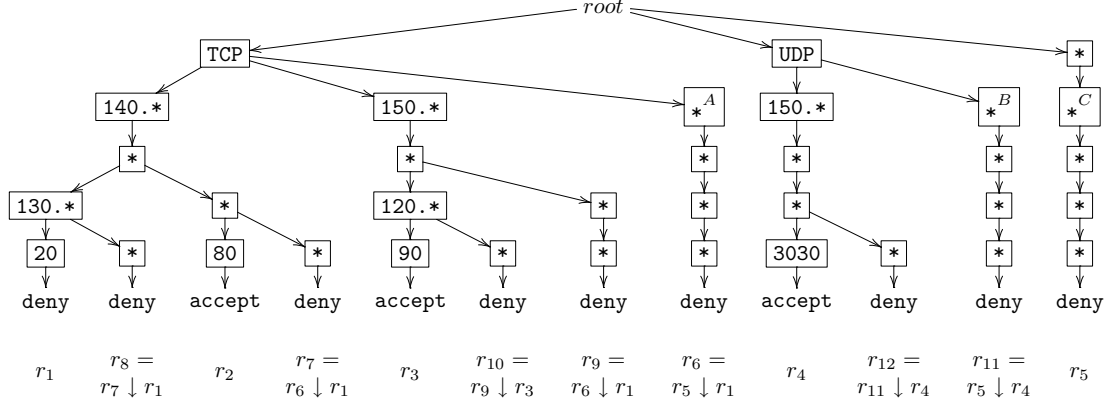 root
TCP UDP *
140.* 150.* *A 150.* *B *C
* * * * * *
130.* * 120.* * * * * *
20 * 80 * 90 * * * 3030 * * *
deny deny accept deny accept deny deny deny accept deny deny deny
r1 r8 = r2 r7 = r3 r10 = r9 = r6 = r4 r12 = r11 = r5
r7 ↓ r1 r6 ↓ r1 r9 ↓ r3 r6 ↓ r1 r5 ↓ r1 r11 ↓ r4 r5 ↓ r4